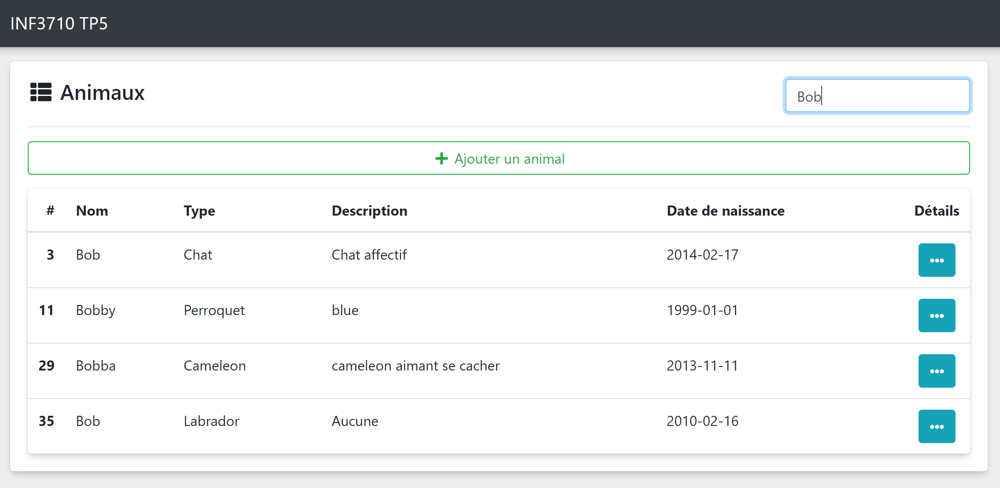 INF3710 TP5
Animaux
Bob
Ajouter un animal
# Nom Type Description Date de naissance Détails
3 Bob Chat Chat affectif 2014-02-17
11 Bobby Perroquet blue 1999-01-01
29 Bobba Cameleon cameleon aimant se cacher 2013-11-11
35 Bob Labrador Aucune 2010-02-16